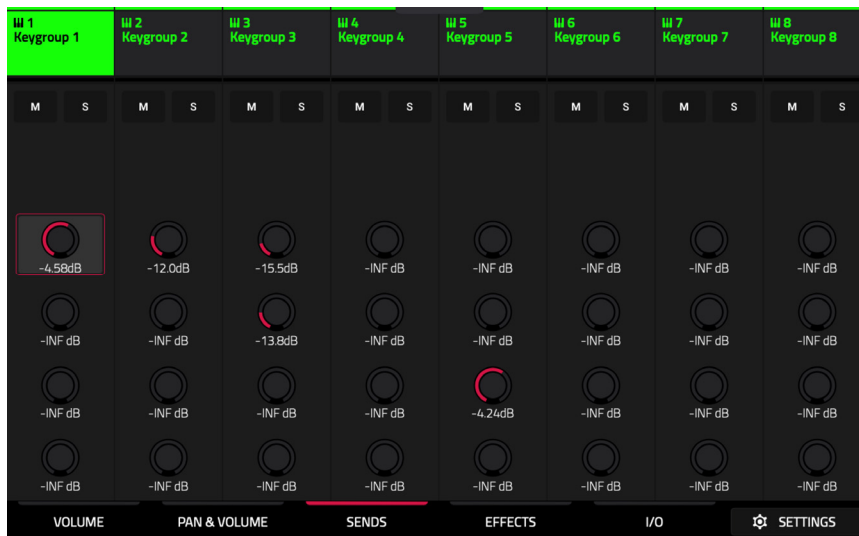 1 2 3 4 5 6 7 8
Keygroup 1 Keygroup 2 Keygroup 3 Keygroup 4 Keygroup 5 Keygroup 6 Keygroup 7 Keygroup 8
M S M S M S M S M S M S M S M S
-4.58dB -12.0dB -15.5dB -INF dB -INF dB -INF dB -INF dB -INF dB
-INF dB -INF dB -13.8dB -INF dB -INF dB -INF dB -INF dB -INF dB
-INF dB -INF dB -INF dB -INF dB -4.24dB -INF dB -INF dB -INF dB
-INF dB -INF dB -INF dB -INF dB -INF dB -INF dB -INF dB -INF dB
VOLUME PAN & VOLUME SENDS EFFECTS I/O SETTINGS